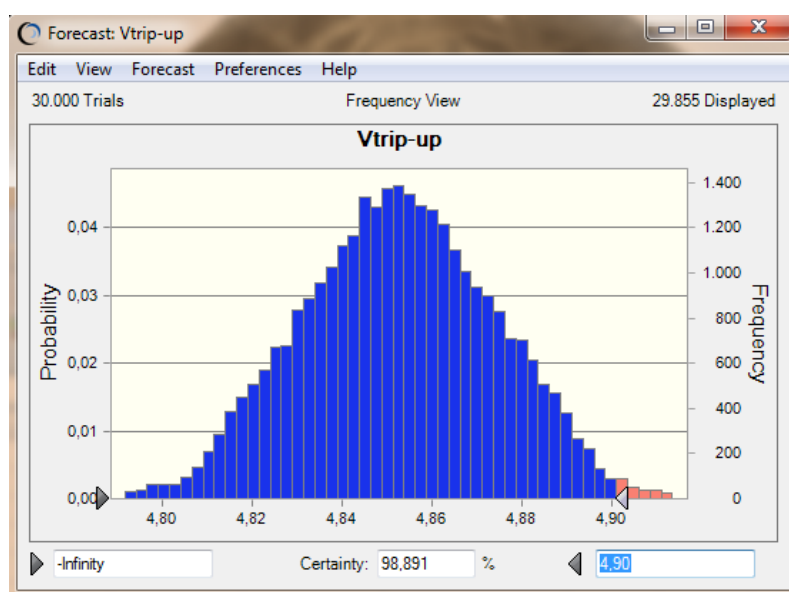 Forecast: Vtrip-up
Edit View Forecast Preferences Help
30.000 Trials Frequency View 29.855 Displayed
Vtrip-up
Probability
0,04
0,03
0,02
0,01
0,00
1.400
1.200
1.000
800
600
400
200
0
Frequency
4,80 4,82 4,84 4,86 4,88 4,90
-Infinity Certainty: 98,891 % 4,90